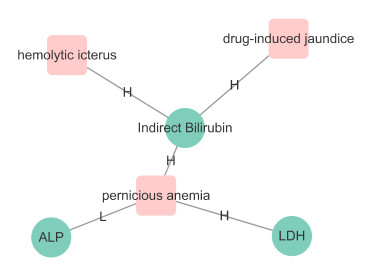 drug-induced jaundice
hemolytic icterus
H
H
Indirect Bilirubin
H
pernicious anemia
L
H
ALP
LDH